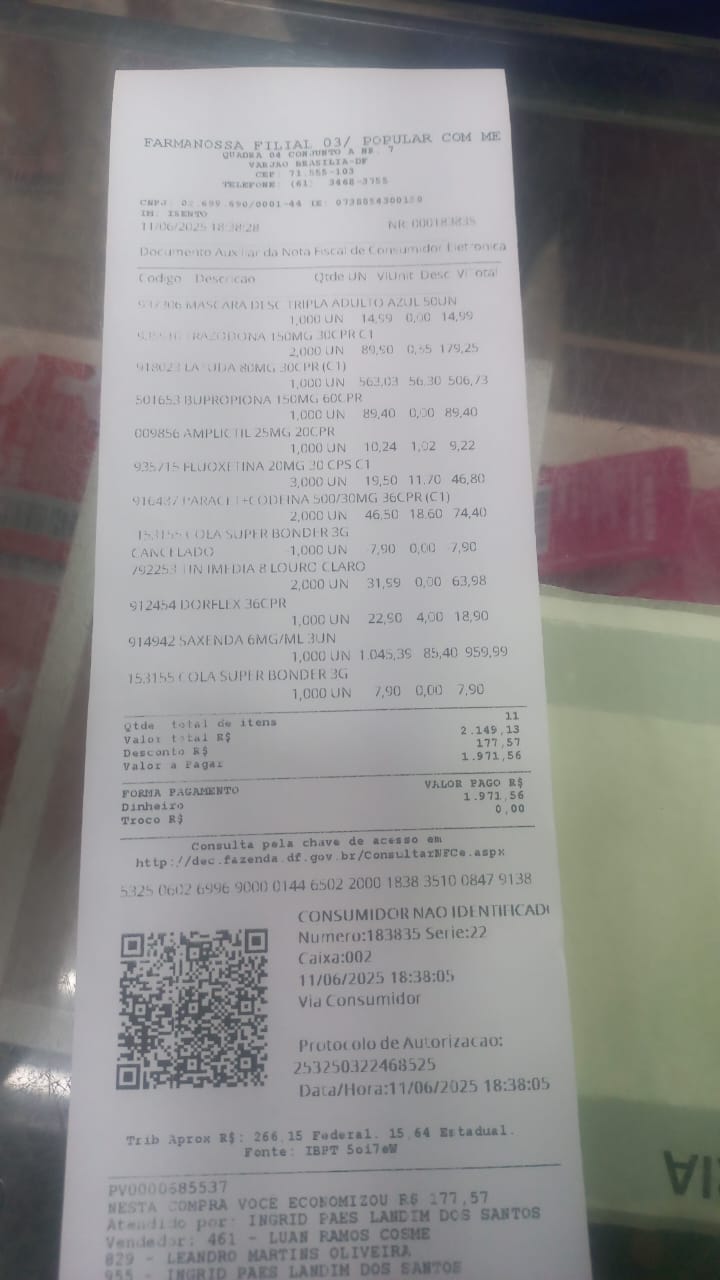 FARMANOSSA FILIAL 03/ POPULAR COM ME
QUADRA 04 CONJUNTO A NR. 7
VARJAO BRASILIA-DF
CEP: 71.555-103
TELEFONE: (61) 3468-3755
CNPJ: 02.699.690/0001-44 IE:
IM: ISENTO
11/06/2025 18:38:28 NR: 000183835
Documento Auxiliar da Nota Fiscal de Consumidor Eletronica
Codigo Descricao Qtde UN VlUnit Desc VlTotal
937306 MASCARA DESC TRIPLA ADULTO AZUL 50UN
1,000 UN 14,99 0,00 14,99
TRAZODONA 150MG 30CPR C1
2,000 UN 89,90 0,55 179,25
918023 LATUDA 80MG 30CPR (C1)
1,000 UN 563,03 56,30 506,73
501653 BUPROPIONA 150MG 60CPR
1,000 UN 89,40 0,00 89,40
009856 AMPLICTIL 25MG 20CPR
1,000 UN 10,24 1,02 9,22
935715 FLUOXETINA 20MG 30 CPS C1
3,000 UN 19,50 11,70 46,80
916437 PARACET+CODEINA 500/30MG 36CPR (C1)
2,000 UN 46,50 18,60 74,40
153155 COLA SUPER BONDER 3G
CANCELADO -1,000 UN 7,90 0,00 7,90
792253 TIN IMEDIA 8 LOURO CLARO
2,000 UN 31,99 0,00 63,98
912454 DORFLEX 36CPR
1,000 UN 22,90 4,00 18,90
914942 SAXENDA 6MG/ML 3UN
1,000 UN 1.045,39 85,40 959,99
153155 COLA SUPER BONDER 3G
1,000 UN 7,90 0,00 7,90
Qtde. total de itens 11
Valor total R$ 2.149,13
Desconto R$ 177,57
Valor a Pagar 1.971,56
FORMA PAGAMENTO VALOR PAGO R$
Dinheiro 1.971,56
Troco R$ 0,00
Consulta pela chave de acesso em
http://dec.fazenda.df.gov.br/ConsultarNFCe.aspx
5325 0602 6996 9000 0144 6502 2000 1838 3510 0847 9138
CONSUMIDOR NAO IDENTIFICADO
Numero:183835 Serie:22
Caixa:002
11/06/2025 18:38:05
Via Consumidor
Protocolo de Autorizacao:
253250322468525
Data/Hora:11/06/2025 18:38:05
Trib Aprox R$: 266,15 Federal. 15,64 Estadual.
Fonte: IBPT 5oi7eW
PV0000685537
NESTA COMPRA VOCE ECONOMIZOU R$ 177,57
Atendido por: INGRID PAES LANDIM DOS SANTOS
Vendedor: 461 - LUAN RAMOS COSME
829 - LEANDRO MARTINS OLIVEIRA
955 - INGRID PAES LANDIM DOS SANTOS